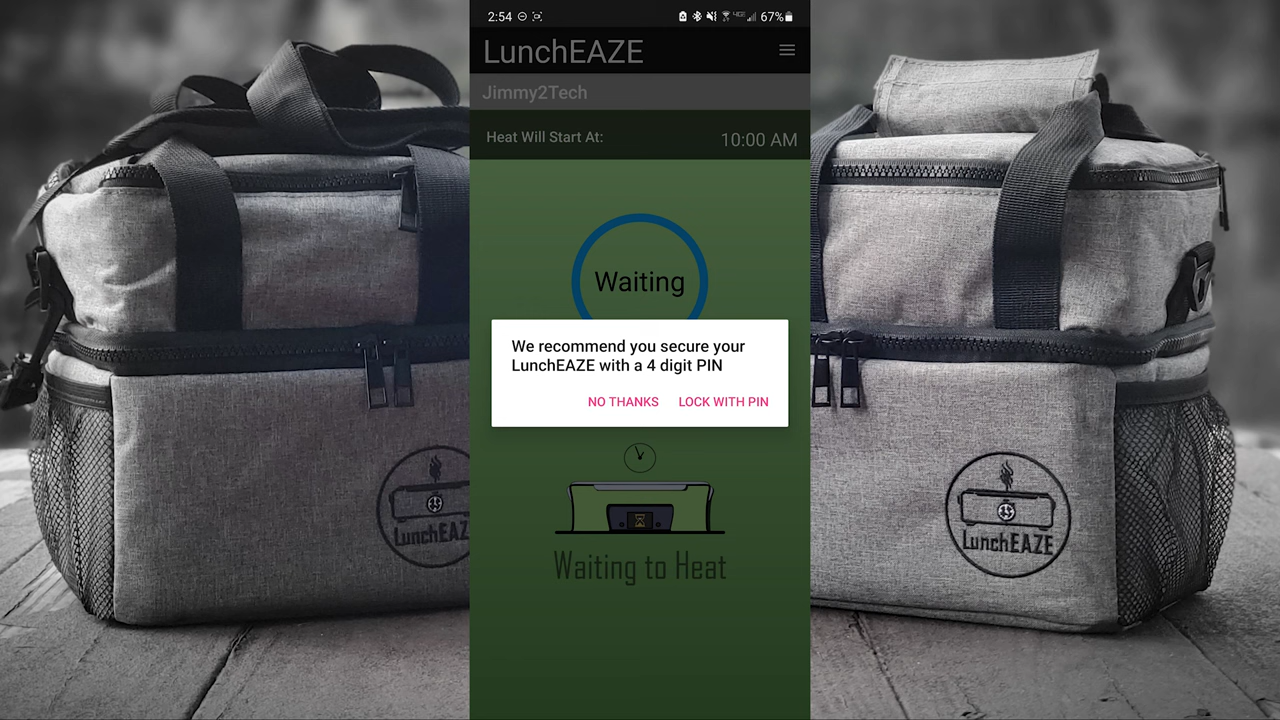 2:54
67%
LunchEAZE
Jimmy2Tech
Heat Will Start At:
10:00 AM
Waiting
We recommend you secure your
LunchEAZE with a 4 digit PIN
NO THANKS LOCK WITH PIN
Waiting to Heat
LunchEAZ
LunchEAZE